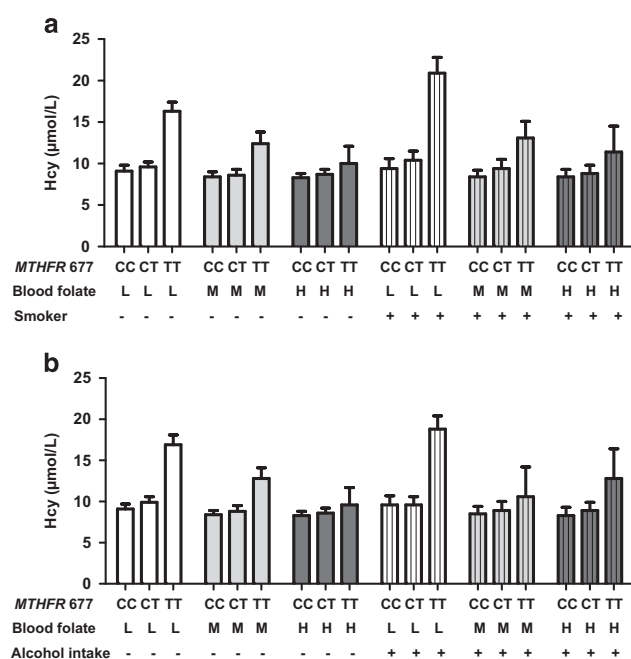 a
Hcy (μmol/L)
25
20
15
10
5
0
MTHFR 677 CC CT TT CC CT TT CC CT TT CC CT TT CC CT TT CC CT TT
Blood folate L L L M M M H H H L L L M M M H H H
Smoker - - - - - - - - - + + + + + + + + +
b
Hcy (μmol/L)
25
20
15
10
5
0
MTHFR 677 CC CT TT CC CT TT CC CT TT CC CT TT CC CT TT CC CT TT
Blood folate L L L M M M H H H L L L M M M H H H
Alcohol intake - - - - - - - - - + + + + + + + + +